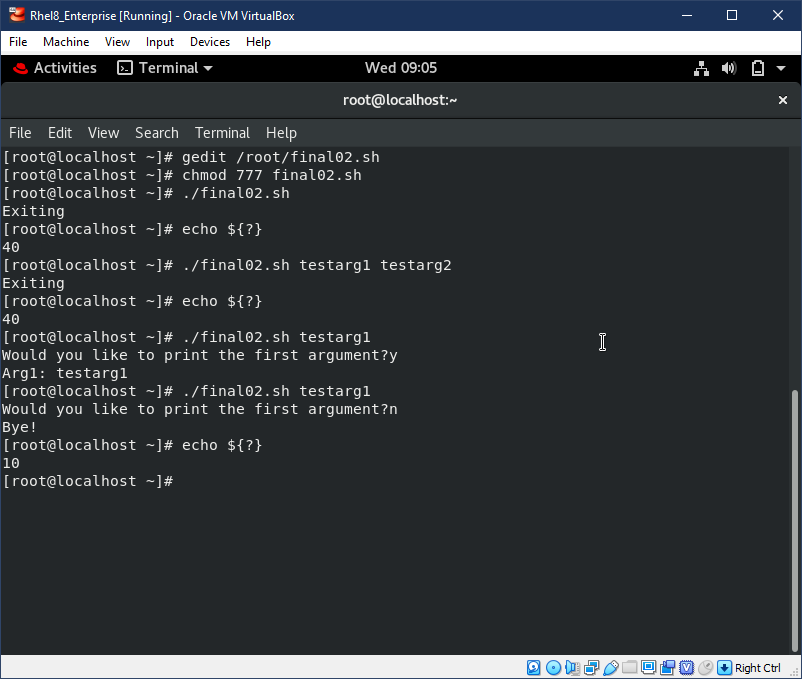 Rhel8_Enterprise [Running] - Oracle VM VirtualBox
File Machine View Input Devices Help
Activities Terminal Wed 09:05
root@localhost:~
File Edit View Search Terminal Help
[root@localhost ~]# gedit /root/final02.sh
[root@localhost ~]# chmod 777 final02.sh
[root@localhost ~]# ./final02.sh
Exiting
[root@localhost ~]# echo ${?}
40
[root@localhost ~]# ./final02.sh testarg1 testarg2
Exiting
[root@localhost ~]# echo ${?}
40
[root@localhost ~]# ./final02.sh testarg1
Would you like to print the first argument?y
Arg1: testarg1
[root@localhost ~]# ./final02.sh testarg1
Would you like to print the first argument?n
Bye!
[root@localhost ~]# echo ${?}
10
[root@localhost ~]#
Right Ctrl